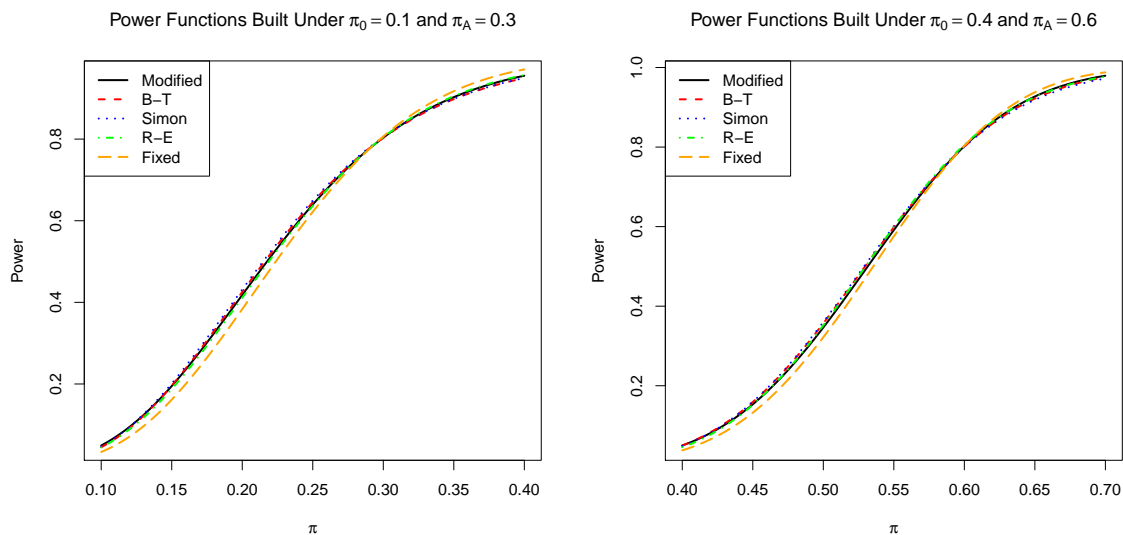 Power Functions Built Under π₀ = 0.1 and π_A = 0.3
Modified
B−T
Simon
R−E
Fixed
Power
0.2
0.4
0.6
0.8
0.10 0.15 0.20 0.25 0.30 0.35 0.40
π
Power Functions Built Under π₀ = 0.4 and π_A = 0.6
Modified
B−T
Simon
R−E
Fixed
Power
0.2
0.4
0.6
0.8
1.0
0.40 0.45 0.50 0.55 0.60 0.65 0.70
π